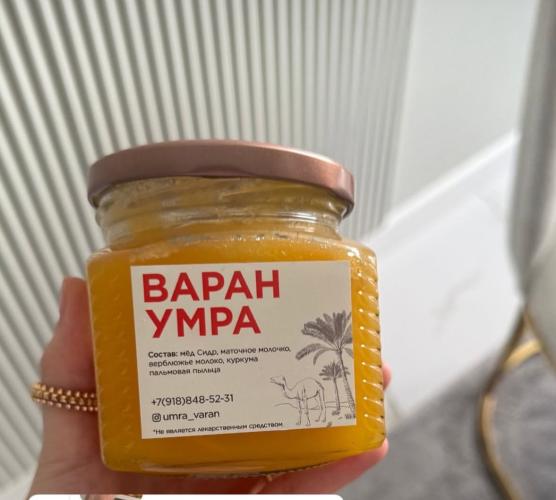 ВАРАН
УМРА
Состав: мёд Сидр, маточное молочко,
верблюжье молоко, куркума
пальмовая пыльца
+7(918)848-52-31
umra_varan
*Не является лекарственным средством